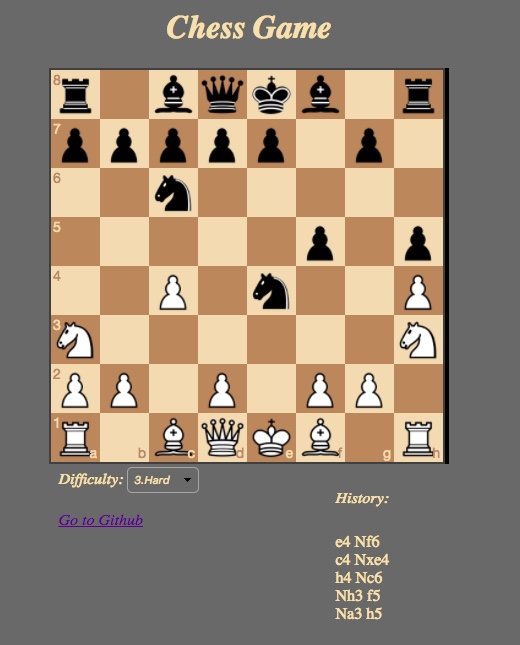 Chess Game
8
7
6
5
4
3
2
1
a b c d e f g h
Difficulty: 3.Hard
History:
Go to Github
e4 Nf6
c4 Nxe4
h4 Nc6
Nh3 f5
Na3 h5